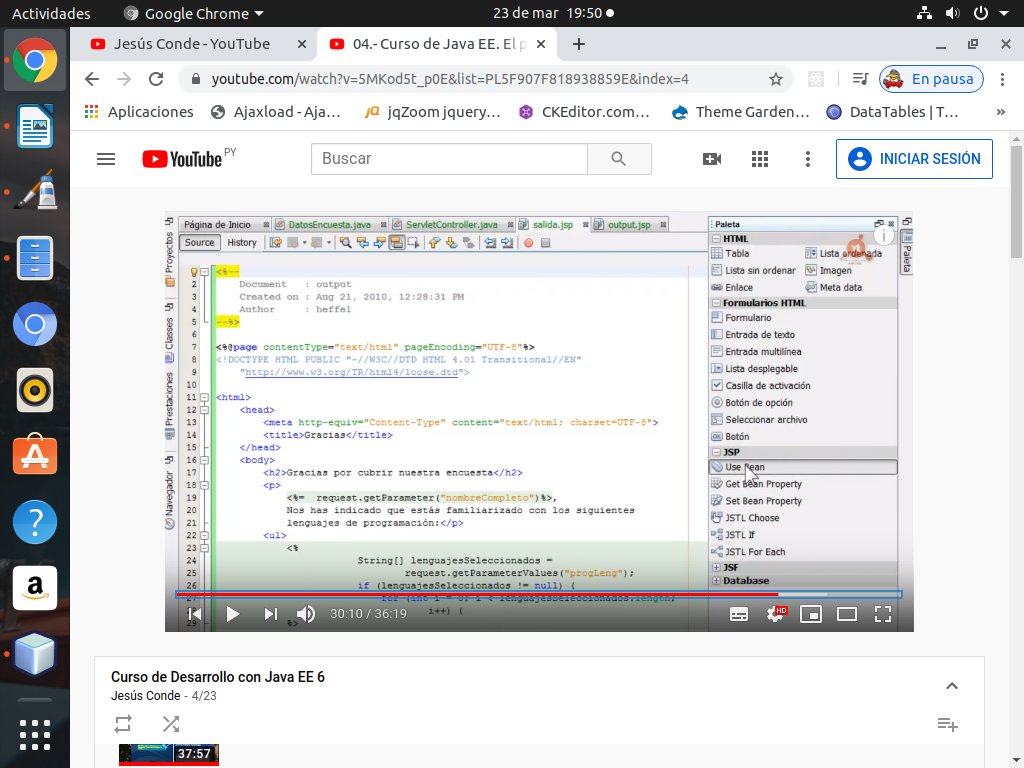 Actividades
Google Chrome
23 de mar 19:50
Jesús Conde - YouTube
04.- Curso de Java EE. El p
youtube.com/watch?v=5MKod5t_p0E&list=PL5F907F818938859E&index=4
En pausa
Aplicaciones
Ajaxload - Aja...
jqZoom jquery...
CKEditor.com...
Theme Garden...
DataTables | T...
»
YouTube PY
Buscar
INICIAR SESIÓN
Página de Inicio
DatosEncuesta.java
ServletController.java
salida.jsp
output.jsp
Source
History
Proyectos
Clases
Prestaciones
Navegador
1 <%--
2 Document : output
3 Created on : Aug 21, 2010, 12:28:31 PM
4 Author : heffel
5 --%>
6
7 <%@page contentType="text/html" pageEncoding="UTF-8"%>
8 <!DOCTYPE HTML PUBLIC "-//W3C//DTD HTML 4.01 Transitional//EN"
9 "http://www.w3.org/TR/html4/loose.dtd">
10
11 <html>
12 <head>
13 <meta http-equiv="Content-Type" content="text/html; charset=UTF-8">
14 <title>Gracias</title>
15 </head>
16 <body>
17 <h2>Gracias por cubrir nuestra encuesta</h2>
18 <p>
19 <%= request.getParameter("nombreCompleto")%>,
20 Nos has indicado que estás familiarizado con los siguientes
21 lenguajes de programación:</p>
22 <ul>
23 <%
24 String[] lenguajesSeleccionados =
25 request.getParameterValues("progLeng");
26 if (lenguajesSeleccionados != null) {
27 for (int i = 0; i < lenguajesSeleccionados.length;
i++) {
29 %>
Paleta
Paleta
HTML
Tabla
Lista ordenada
Lista sin ordenar
Imagen
Enlace
Meta data
Formularios HTML
Formulario
Entrada de texto
Entrada multilínea
Lista desplegable
Casilla de activación
Botón de opción
Seleccionar archivo
Botón
JSP
Use Bean
Get Bean Property
Set Bean Property
JSTL Choose
JSTL If
JSTL For Each
JSF
Database
30:10 / 36:19
HD
Curso de Desarrollo con Java EE 6
Jesús Conde - 4/23
37:57